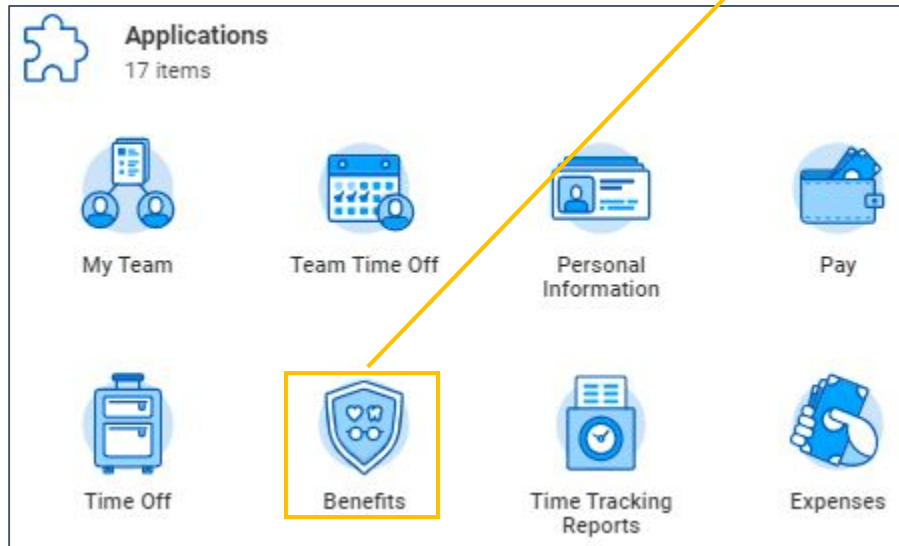 Applications
17 items
My Team
Team Time Off
Personal
Information
Pay
Time Off
Benefits
Time Tracking
Reports
Expenses